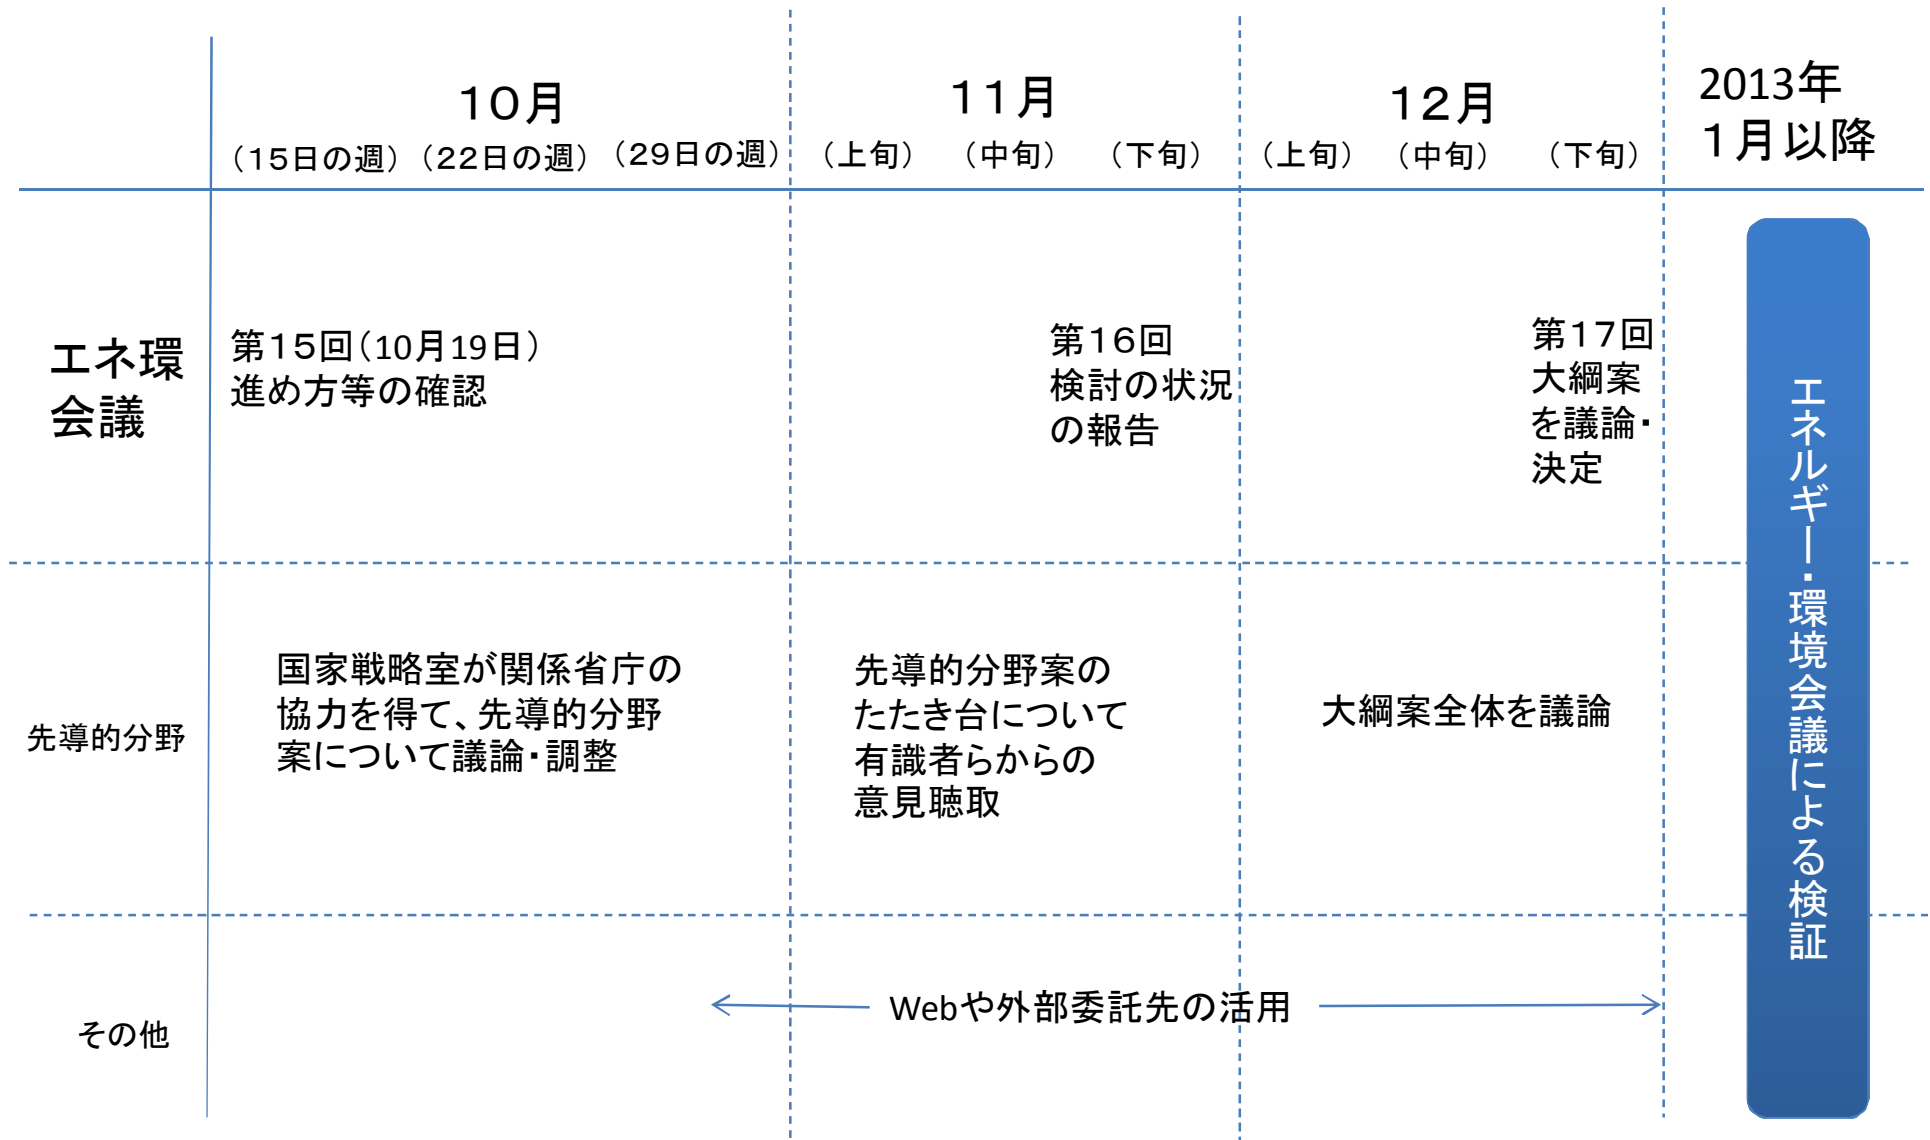 10月
11月
12月
2013年
1月以降
（15日の週）（22日の週）（29日の週）
（上旬）（中旬）（下旬）
（上旬）（中旬）（下旬）
エネ環
会議
第15回（10月19日）
進め方等の確認
第16回
検討の状況
の報告
第17回
大綱案
を議論・
決定
先導的分野
国家戦略室が関係省庁の
協力を得て、先導的分野
案について議論・調整
先導的分野案の
たたき台について
有識者らからの
意見聴取
大綱案全体を議論
その他
Webや外部委託先の活用
エネルギー・環境会議による検証